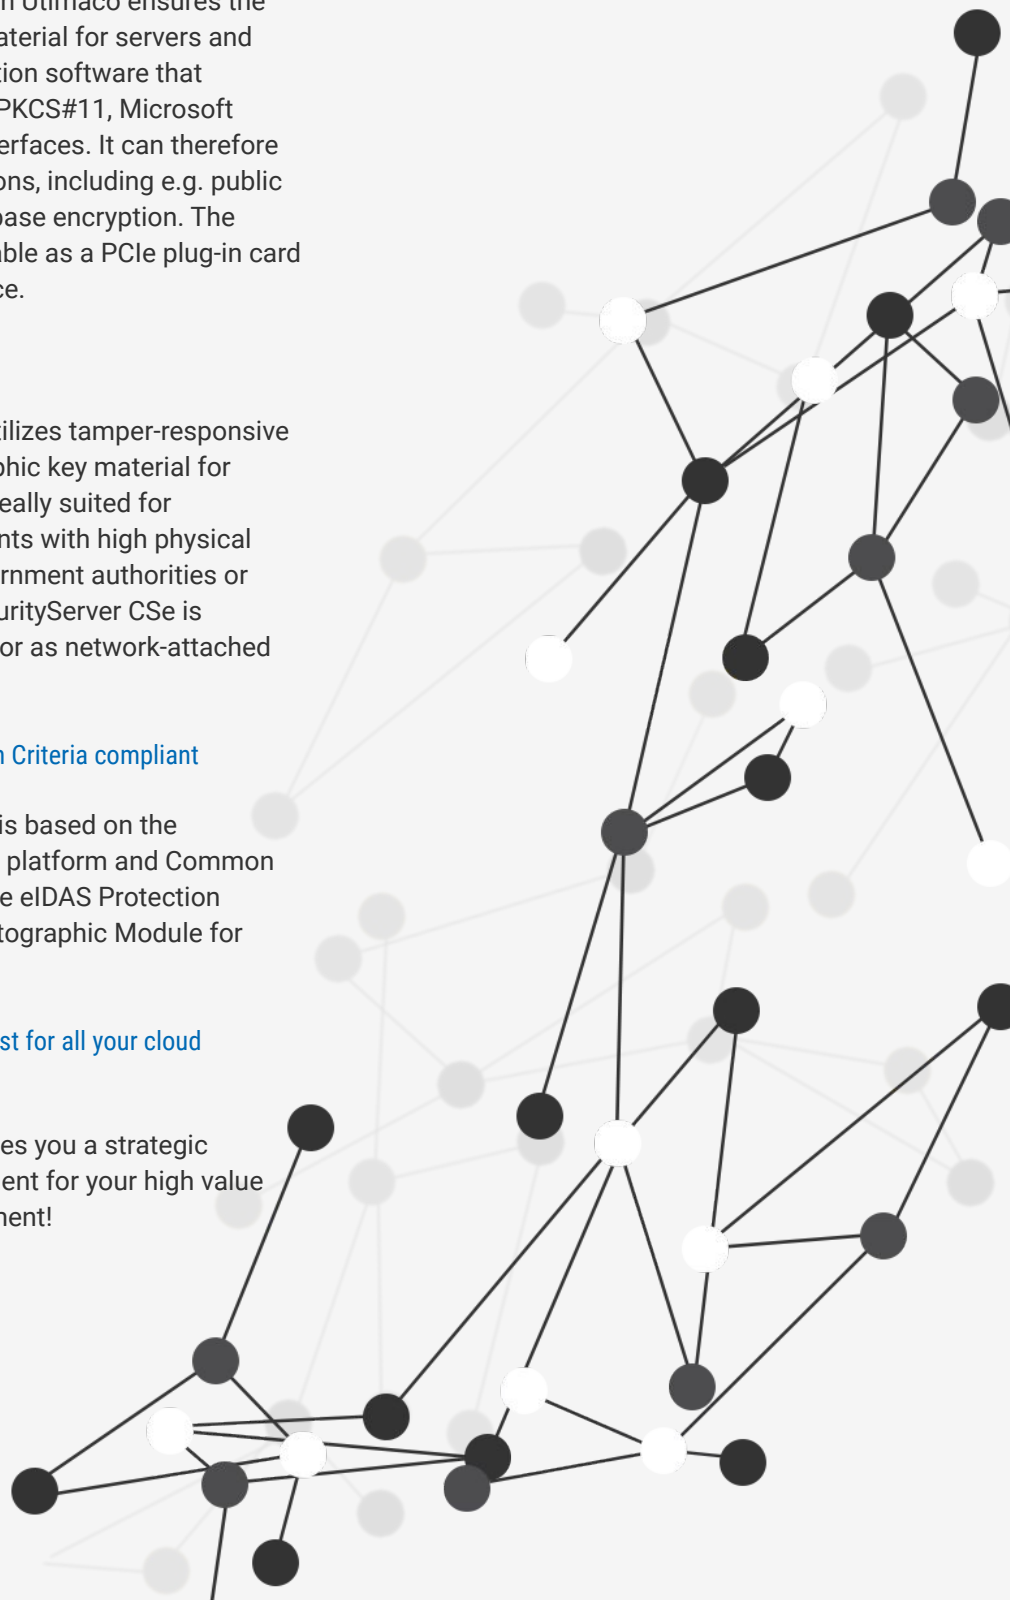 n Utimaco ensures the
aterial for servers and
tion software that
PKCS#11, Microsoft
erfaces. It can therefore
ons, including e.g. public
base encryption. The
able as a PCIe plug-in card
ce.
tilizes tamper-responsive
phic key material for
eally suited for
nts with high physical
rnment authorities or
urityServer CSe is
or as network-attached
n Criteria compliant
is based on the
platform and Common
e eIDAS Protection
tographic Module for
st for all your cloud
es you a strategic
ent for your high value
nent!